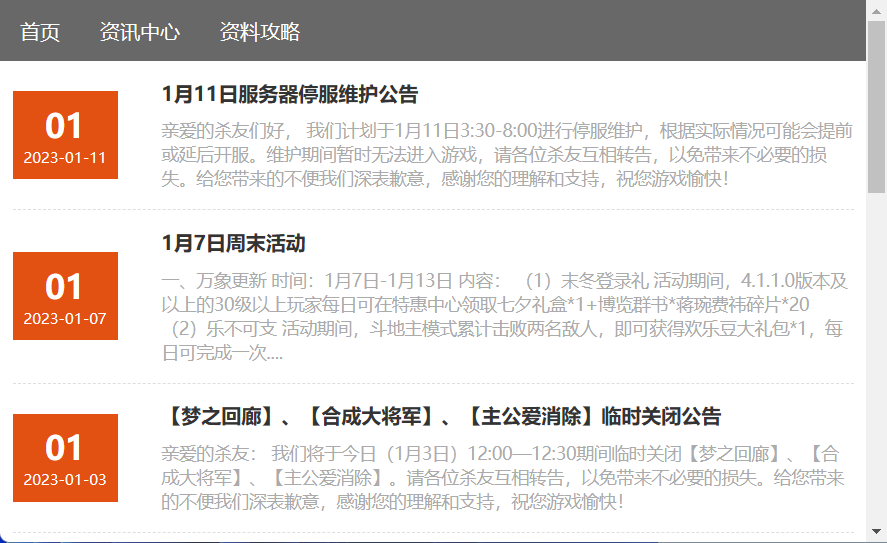 首页 资讯中心 资料攻略
01
2023-01-11
1月11日服务器停服维护公告
亲爱的杀友们好， 我们计划于1月11日3:30-8:00进行停服维护，根据实际情况可能会提前
或延后开服。维护期间暂时无法进入游戏，请各位杀友互相转告，以免带来不必要的损
失。给您带来的不便我们深表歉意，感谢您的理解和支持，祝您游戏愉快！
01
2023-01-07
1月7日周末活动
一、万象更新 时间：1月7日-1月13日 内容： （1）末冬登录礼 活动期间，4.1.1.0版本及
以上的30级以上玩家每日可在特惠中心领取七夕礼盒*1+博览群书*蒋琬费祎碎片*20
（2）乐不可支 活动期间，斗地主模式累计击败两名敌人，即可获得欢乐豆大礼包*1，每
日可完成一次....
01
2023-01-03
【梦之回廊】、【合成大将军】、【主公爱消除】临时关闭公告
亲爱的杀友： 我们将于今日（1月3日）12:00—12:30期间临时关闭【梦之回廊】、【合
成大将军】、【主公爱消除】。请各位杀友互相转告，以免带来不必要的损失。给您带来
的不便我们深表歉意，感谢您的理解和支持，祝您游戏愉快！